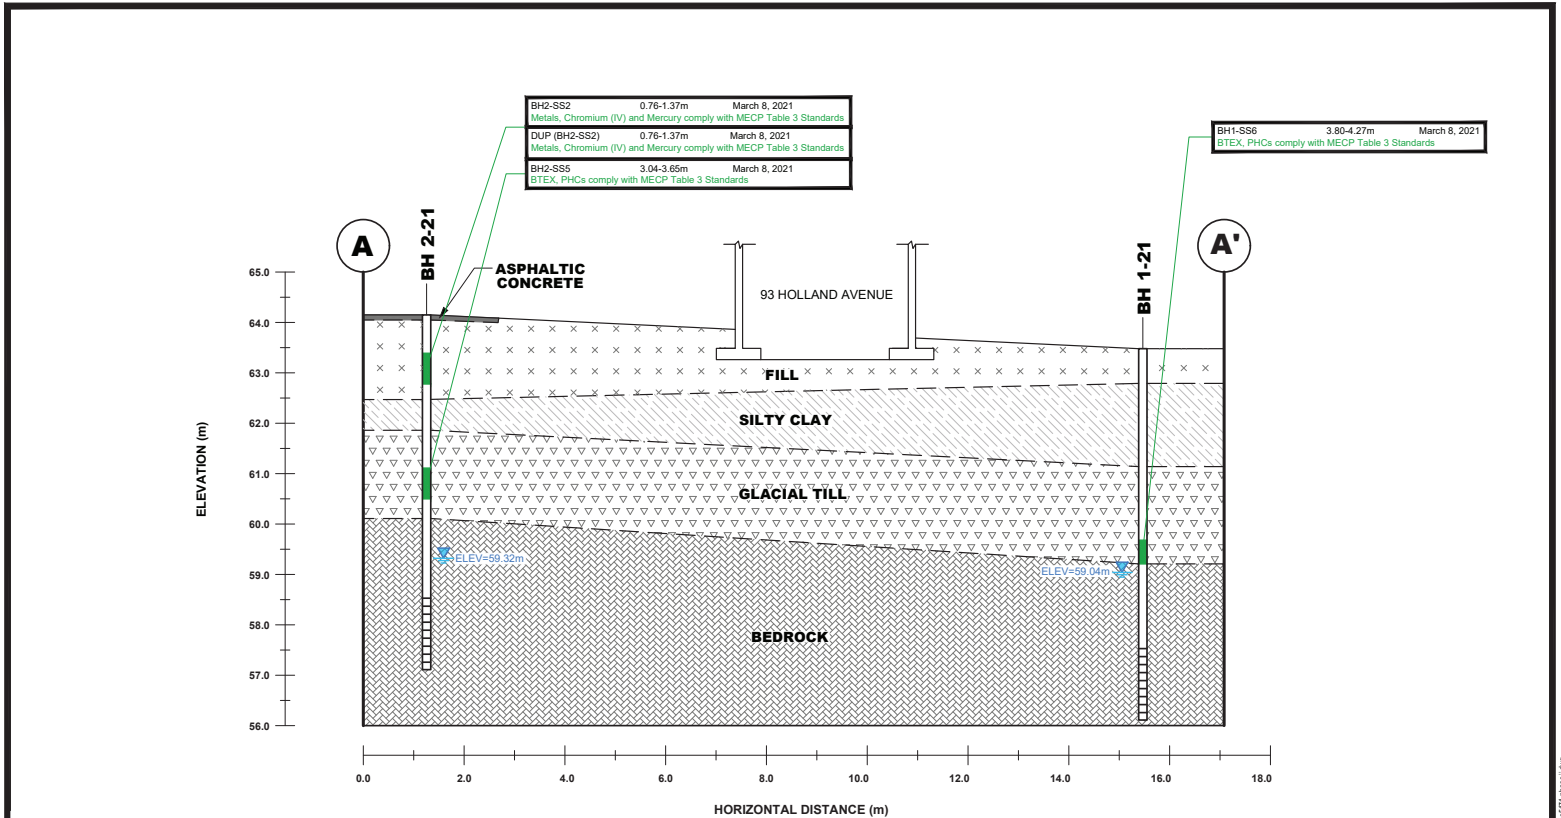 BH2-SS2 0.76-1.37m March 8, 2021
Metals, Chromium (IV) and Mercury comply with MECP Table 3 Standards
DUP (BH2-SS2) 0.76-1.37m March 8, 2021
Metals, Chromium (IV) and Mercury comply with MECP Table 3 Standards
BH2-SS5 3.04-3.65m March 8, 2021
BTEX, PHCs comply with MECP Table 3 Standards
BH1-SS6 3.80-4.27m March 8, 2021
BTEX, PHCs comply with MECP Table 3 Standards
A
BH 2-21
ASPHALTIC
CONCRETE
93 HOLLAND AVENUE
BH 1-21
A'
65.0
64.0
63.0
62.0
61.0
60.0
59.0
58.0
57.0
56.0
ELEVATION (m)
FILL
SILTY CLAY
GLACIAL TILL
ELEV=59.32m
ELEV=59.04m
BEDROCK
0.0 2.0 4.0 6.0 8.0 10.0 12.0 14.0 16.0 18.0
HORIZONTAL DISTANCE (m)